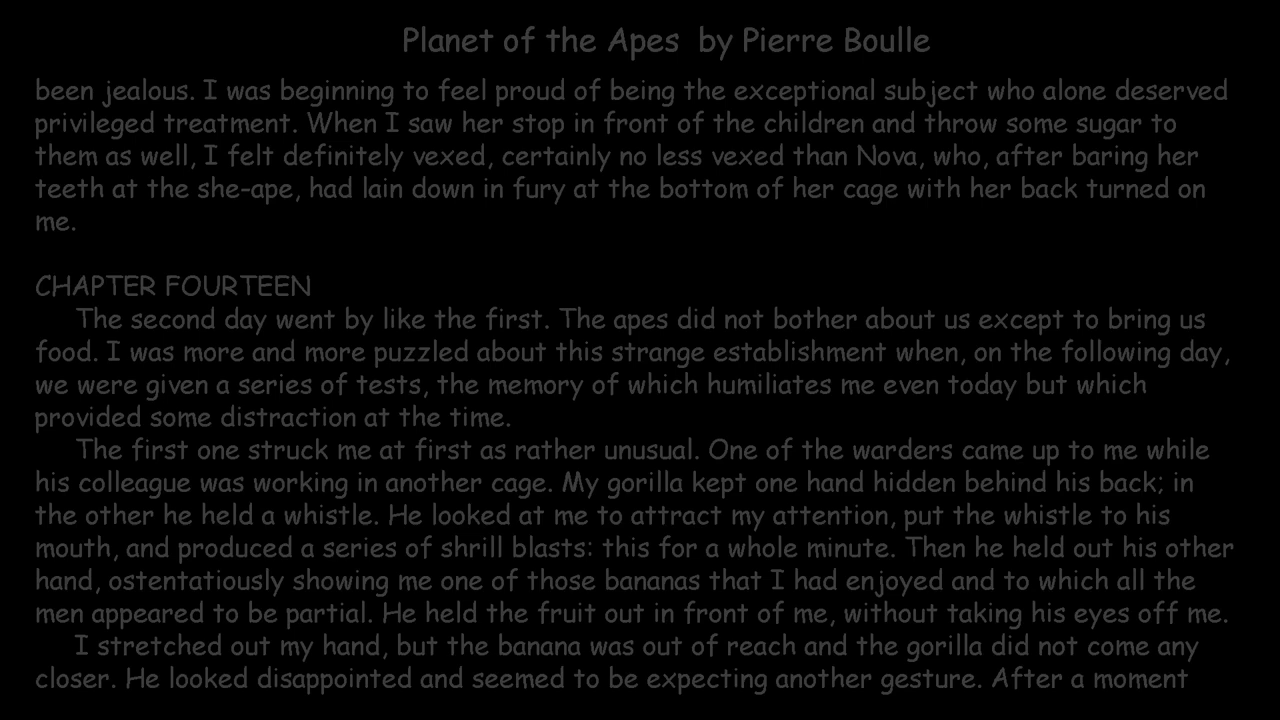 Planet of the Apes  by Pierre Boulle
been jealous. I was beginning to feel proud of being the exceptional subject who alone deserved
privileged treatment. When I saw her stop in front of the children and throw some sugar to
them as well, I felt definitely vexed, certainly no less vexed than Nova, who, after baring her
teeth at the she-ape, had lain down in fury at the bottom of her cage with her back turned on
me.
CHAPTER FOURTEEN
The second day went by like the first. The apes did not bother about us except to bring us
food. I was more and more puzzled about this strange establishment when, on the following day,
we were given a series of tests, the memory of which humiliates me even today but which
provided some distraction at the time.
The first one struck me at first as rather unusual. One of the warders came up to me while
his colleague was working in another cage. My gorilla kept one hand hidden behind his back; in
the other he held a whistle. He looked at me to attract my attention, put the whistle to his
mouth, and produced a series of shrill blasts: this for a whole minute. Then he held out his other
hand, ostentatiously showing me one of those bananas that I had enjoyed and to which all the
men appeared to be partial. He held the fruit out in front of me, without taking his eyes off me.
I stretched out my hand, but the banana was out of reach and the gorilla did not come any
closer. He looked disappointed and seemed to be expecting another gesture. After a moment